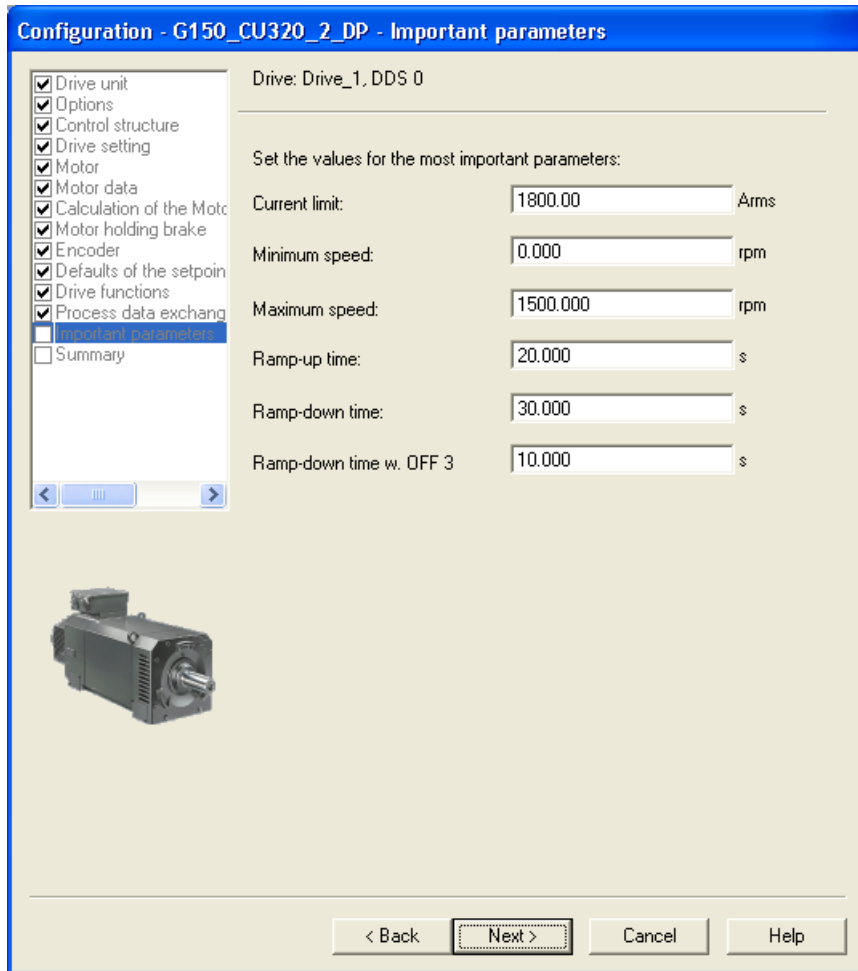 Configuration - G150_CU320_2_DP - Important parameters
Drive unit
Options
Control structure
Drive setting
Motor
Motor data
Calculation of the Motc
Motor holding brake
Encoder
Defaults of the setpoin
Drive functions
Process data exchang
Important parameters
Summary
Drive: Drive_1, DDS 0
Set the values for the most important parameters:
Current limit: 1800.00 Arms
Minimum speed: 0.000 rpm
Maximum speed: 1500.000 rpm
Ramp-up time: 20.000 s
Ramp-down time: 30.000 s
Ramp-down time w. OFF 3 10.000 s
< Back Next > Cancel Help